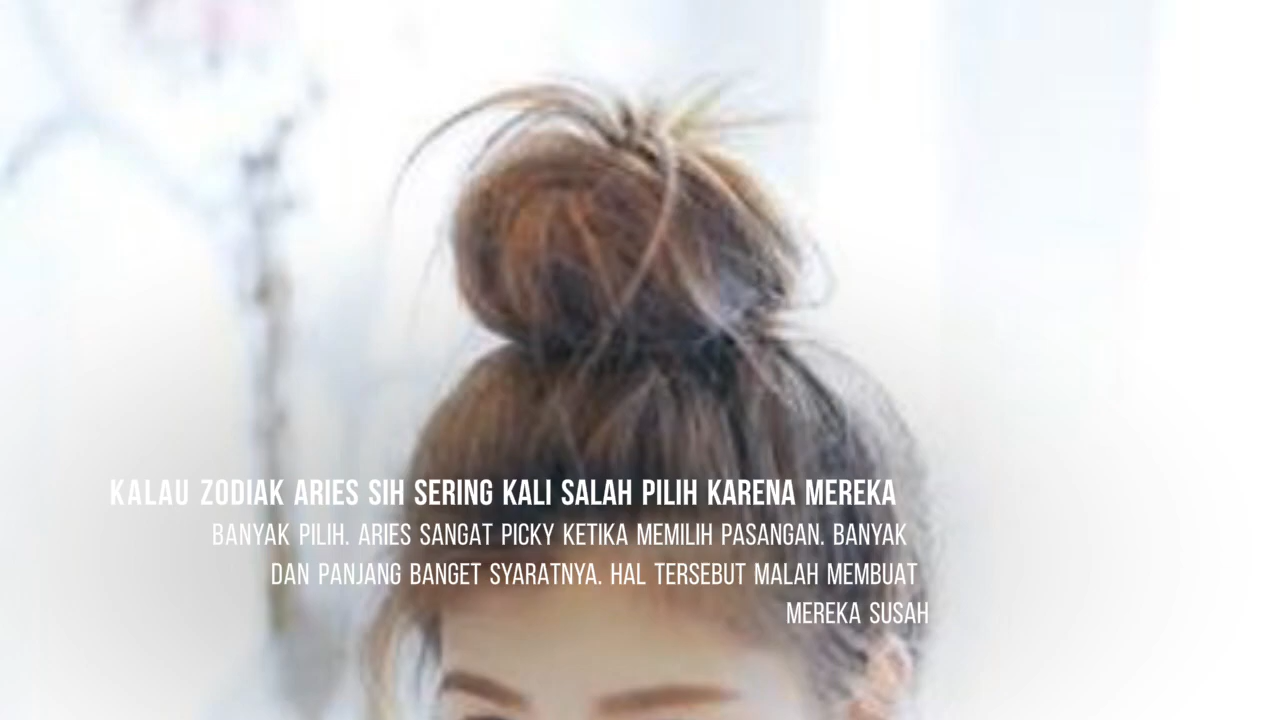 KALAU ZODIAK ARIES SIH SERING KALI SALAH PILIH KARENA MEREKA
BANYAK PILIH. ARIES SANGAT PICKY KETIKA MEMILIH PASANGAN. BANYAK
DAN PANJANG BANGET SYARATNYA. HAL TERSEBUT MALAH MEMBUAT
MEREKA SUSAH